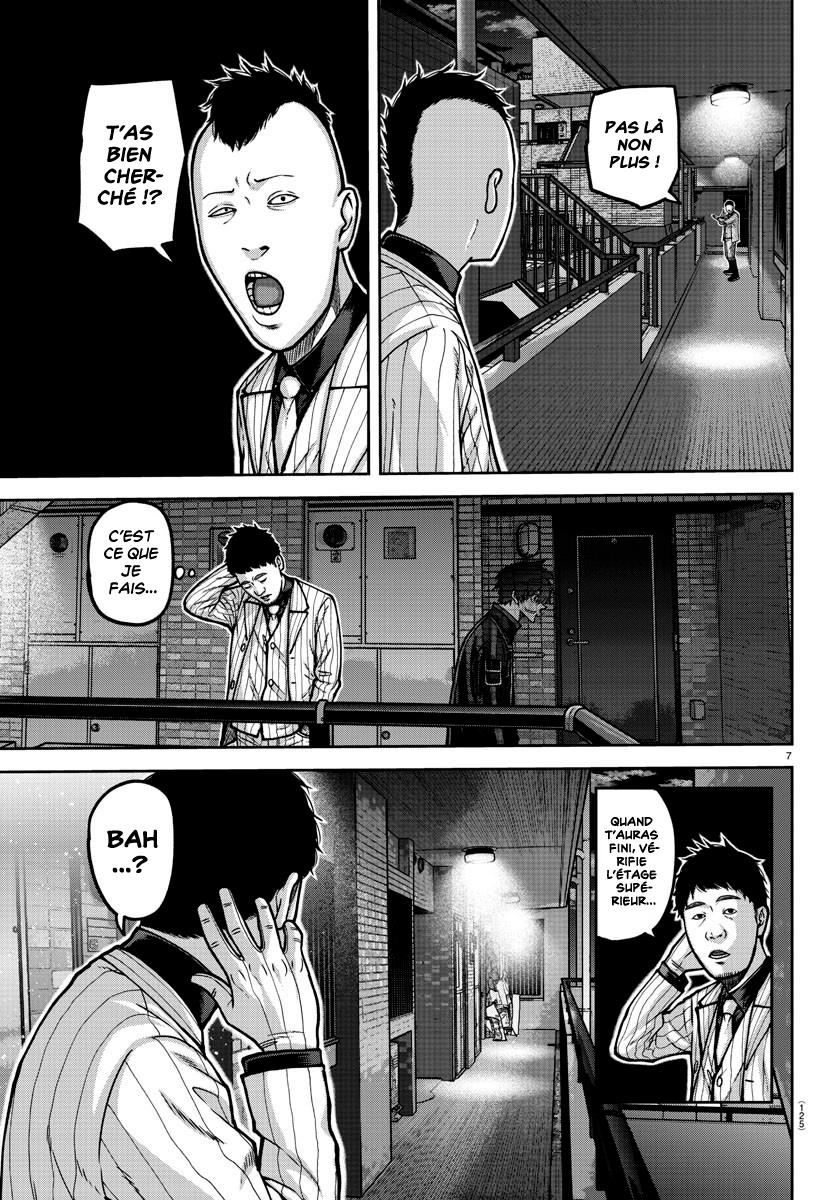 PAS LÀ
NON
PLUS !
T'AS
BIEN
CHER-
CHÉ !?
C'EST
CE QUE
JE
FAIS...
7
QUAND
T'AURAS
FINI, VÉ-
RIFIE
L'ÉTAGE
SUPÉ-
RIEUR...
BAH
...?
(125)